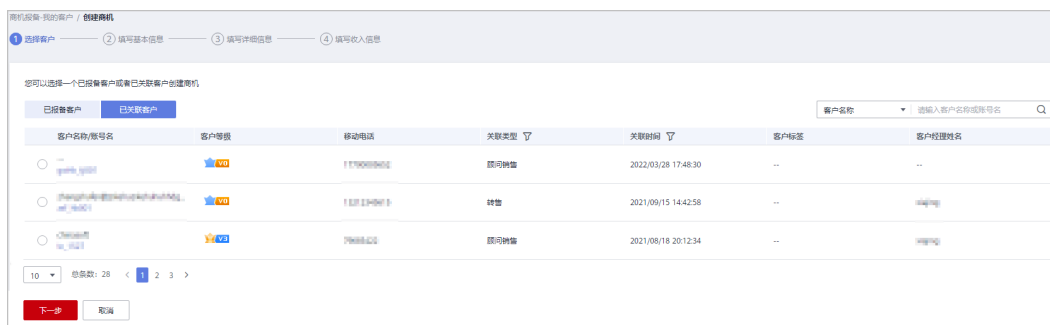 商机报备-我的客户 / 创建商机
1 选择客户 2 填写基本信息 3 填写详细信息 4 填写收入信息
您可以选择一个已报备客户或者已关联客户创建商机
已报备客户 已关联客户 客户名称 请输入客户名称或账号名
客户名称/账号名 客户等级 移动电话 关联类型 关联时间 客户标签 客户经理姓名
-- V0 顾问销售 2022/03/28 17:48:30 -- --
V0 转售 2021/09/15 14:42:58 --
V3 顾问销售 2021/08/18 20:12:34 --
10 总条数: 28 < 1 2 3 >
下一步 取消